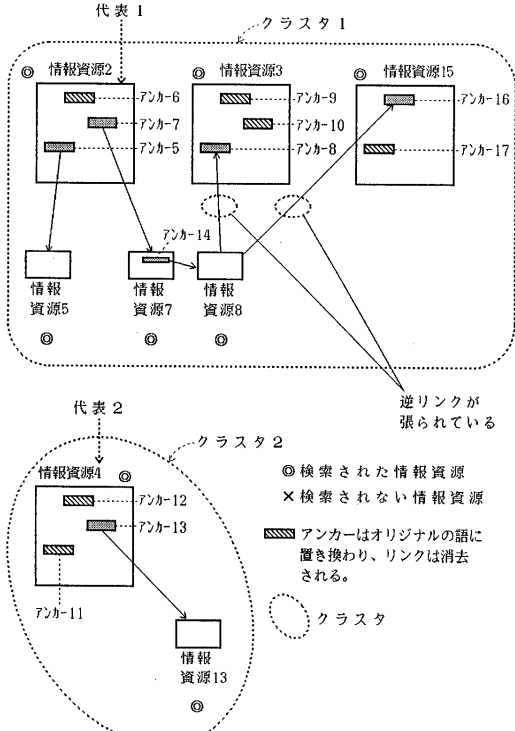 代表1
クラスタ1
◎ 情報資源2
◎ 情報資源3
◎ 情報資源15
アンカー6
アンカー7
アンカー5
アンカー9
アンカー10
アンカー8
アンカー16
アンカー17
アンカー14
情報
資源5
◎
情報
資源7
◎
情報
資源8
◎
逆リンクが
張られている
代表2
クラスタ2
情報資源4 ◎
アンカー12
アンカー13
アンカー11
情報
資源13
◎
◎検索された情報資源
×検索されない情報資源
アンカーはオリジナルの語に
置き換わり、リンクは消去
される。
クラスタ